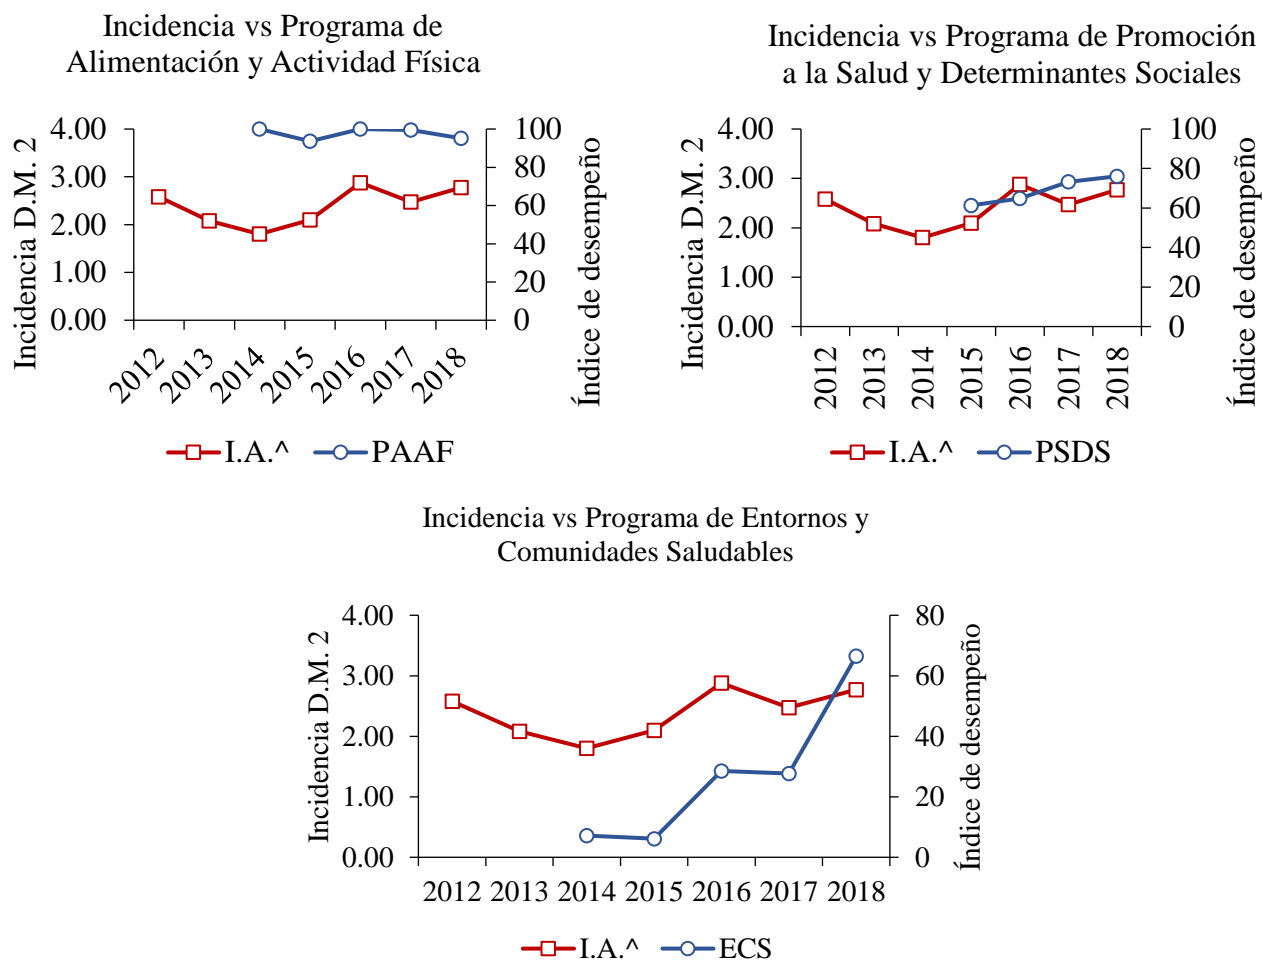 Incidencia vs Programa de
Alimentación y Actividad Física
Incidencia D.M. 2
4.00
3.00
2.00
1.00
0.00
100
80
60
40
20
0
Índice de desempeño
2012 2013 2014 2015 2016 2017 2018
I.A.^ PAAF
Incidencia vs Programa de Promoción
a la Salud y Determinantes Sociales
Incidencia D.M. 2
4.00
3.00
2.00
1.00
0.00
100
80
60
40
20
0
Índice de desempeño
2012 2013 2014 2015 2016 2017 2018
I.A.^ PSDS
Incidencia vs Programa de Entornos y
Comunidades Saludables
Incidencia D.M. 2
4.00
3.00
2.00
1.00
0.00
80
60
40
20
0
Índice de desempeño
2012 2013 2014 2015 2016 2017 2018
I.A.^ ECS